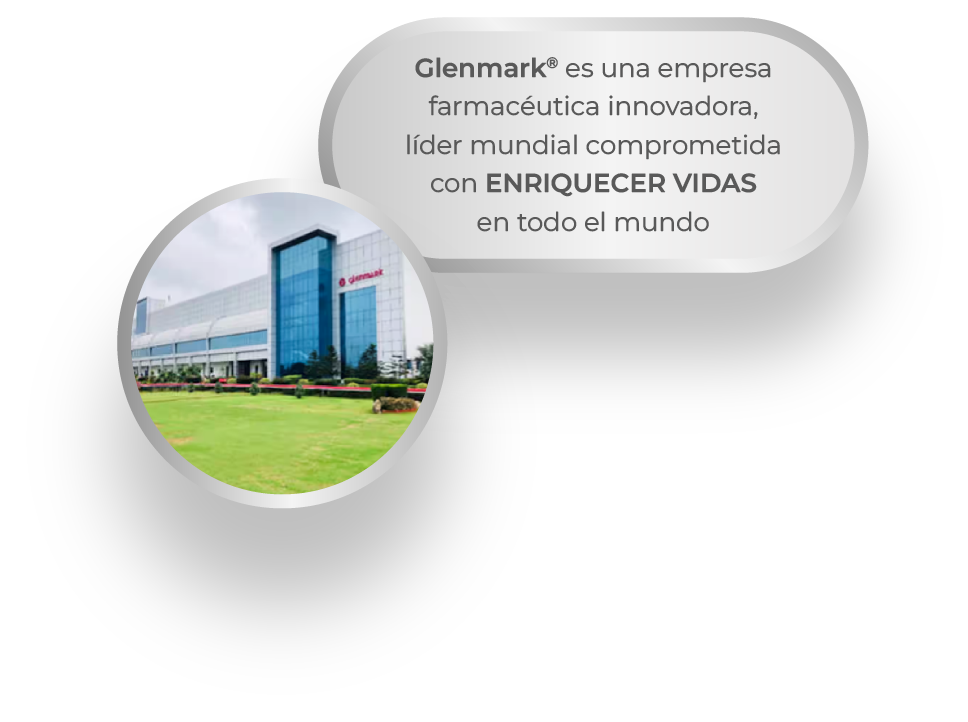 Glenmark® es una empresa
farmacéutica innovadora,
líder mundial comprometida
con ENRIQUECER VIDAS
en todo el mundo
glenmark